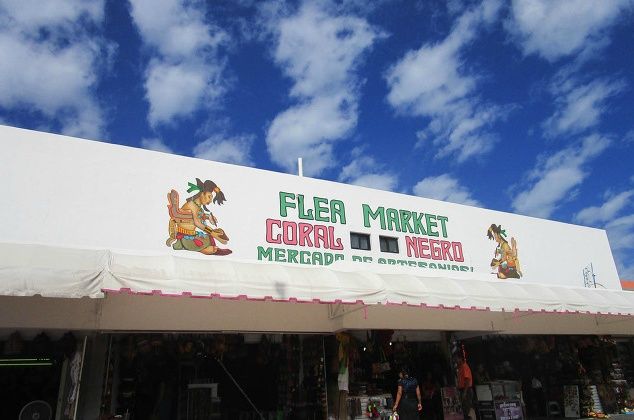 FLEA MARKET
CORAL NEGRO
MERCADO DE ARTESANIAS